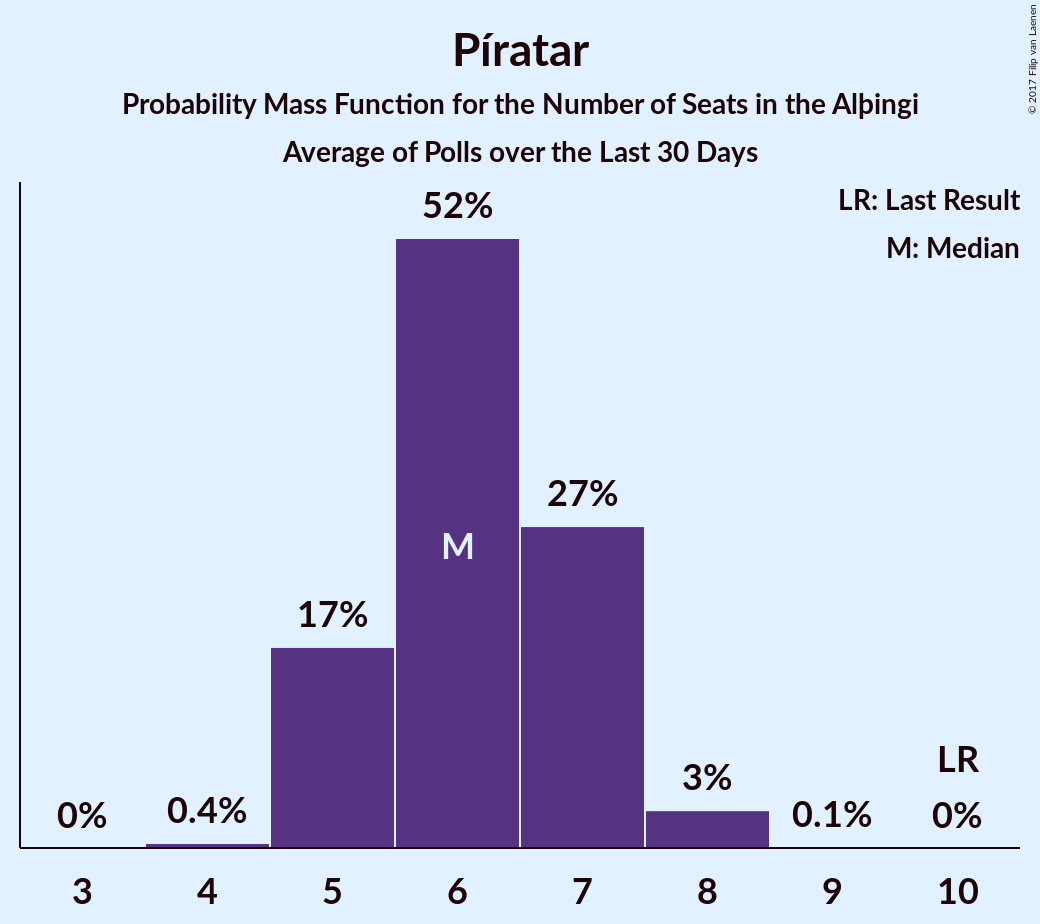 Píratar
Probability Mass Function for the Number of Seats in the Alþingi
Average of Polls over the Last 30 Days
© 2017 Filip van Laenen
LR: Last Result
M: Median
52%
27%
M
17%
LR
3%
0% 0.4% 0.1% 0%
3 4 5 6 7 8 9 10